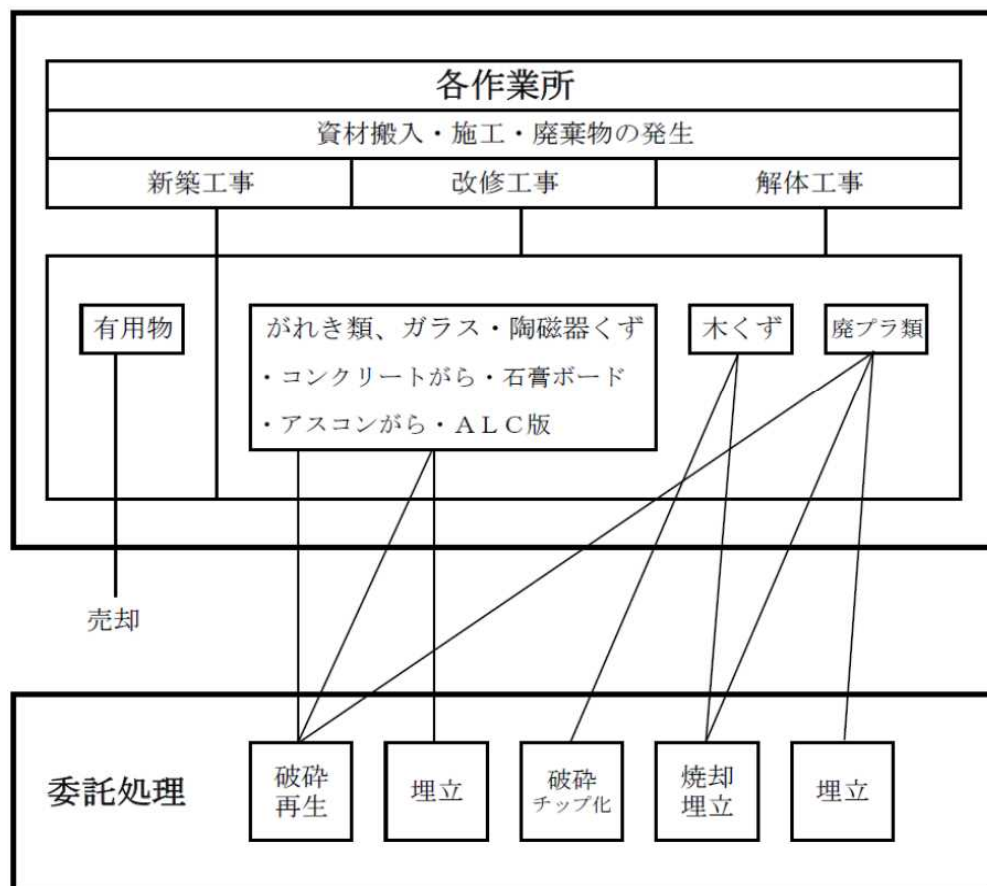 各作業所
資材搬入・施工・廃棄物の発生
新築工事
改修工事
解体工事
有用物
がれき類、ガラス・陶磁器くず
・コンクリートがら・石膏ボード
・アスコンがら・ＡＬＣ版
木くず
廃プラ類
売却
委託処理
破砕
再生
埋立
破砕
チップ化
焼却
埋立
埋立